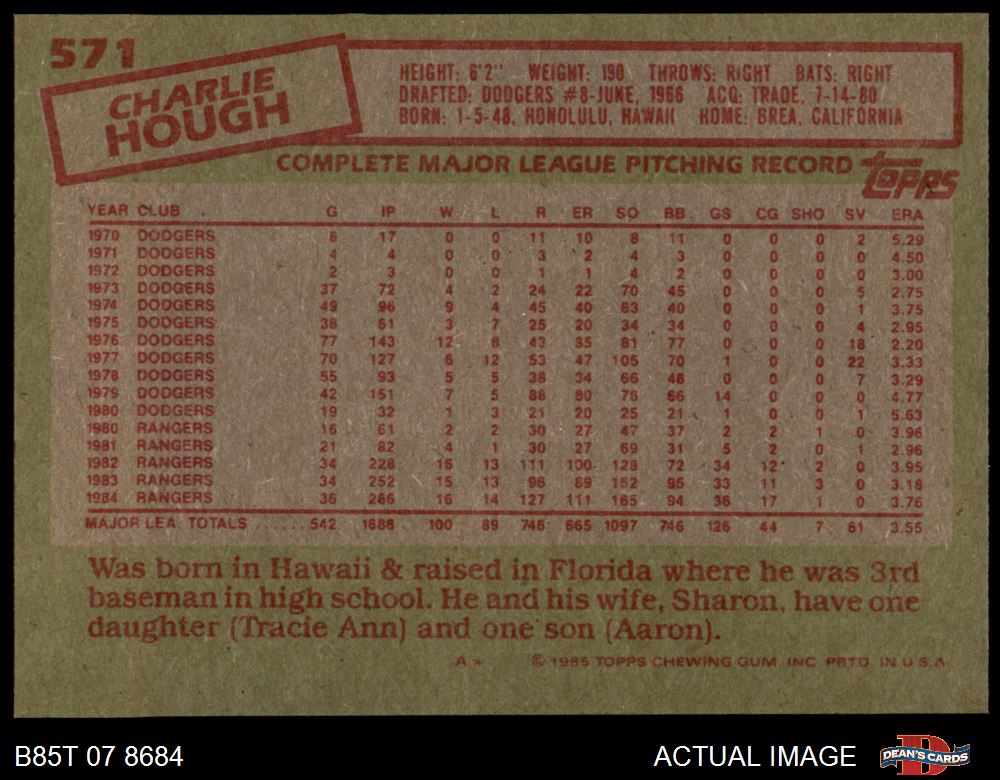 571
CHARLIE
HOUGH
HEIGHT: 6'2" WEIGHT: 190 THROWS: RIGHT BATS: RIGHT
DRAFTED: DODGERS #8-JUNE, 1966 ACQ: TRADE, 7-14-80
BORN: 1-5-48, HONOLULU, HAWAII HOME: BREA, CALIFORNIA
COMPLETE MAJOR LEAGUE PITCHING RECORD
TOPPS
YEAR CLUB G IP W L R ER SO BB GS CG SHO SV ERA
1970 DODGERS 8 17 0 0 11 10 8 11 0 0 0 2 5.29
1971 DODGERS 4 4 0 0 3 2 4 3 0 0 0 0 4.50
1972 DODGERS 2 3 0 0 1 1 4 2 0 0 0 0 3.00
1973 DODGERS 37 72 4 2 24 22 70 45 0 0 0 5 2.75
1974 DODGERS 49 96 9 4 45 40 63 40 0 0 0 1 3.75
1975 DODGERS 38 61 3 7 25 20 34 34 0 0 0 4 2.95
1976 DODGERS 77 143 12 8 43 35 81 77 0 0 0 18 2.20
1977 DODGERS 70 127 6 12 53 47 105 70 1 0 0 22 3.33
1978 DODGERS 55 93 5 5 38 34 66 48 0 0 0 7 3.29
1979 DODGERS 42 151 7 5 88 80 76 66 14 0 0 0 4.77
1980 DODGERS 19 32 1 3 21 20 25 21 1 0 0 1 5.63
1980 RANGERS 16 61 2 2 30 27 47 37 2 2 1 0 3.96
1981 RANGERS 21 82 4 1 30 27 69 31 5 2 0 1 2.96
1982 RANGERS 34 228 16 13 111 100 128 72 34 12 2 0 3.95
1983 RANGERS 34 252 15 13 96 89 152 95 33 11 3 0 3.18
1984 RANGERS 36 266 16 14 127 111 165 94 36 17 1 0 3.76
MAJOR LEA. TOTALS ......542 1688 100 89 746 665 1097 746 126 44 7 61 3.55
Was born in Hawaii & raised in Florida where he was 3rd
baseman in high school. He and his wife, Sharon, have one
daughter (Tracie Ann) and one son (Aaron).
A* © 1985 TOPPS CHEWING GUM, INC. PRTD. IN U.S.A.
B85T 07 8684 ACTUAL IMAGE DEAN'S CARDS